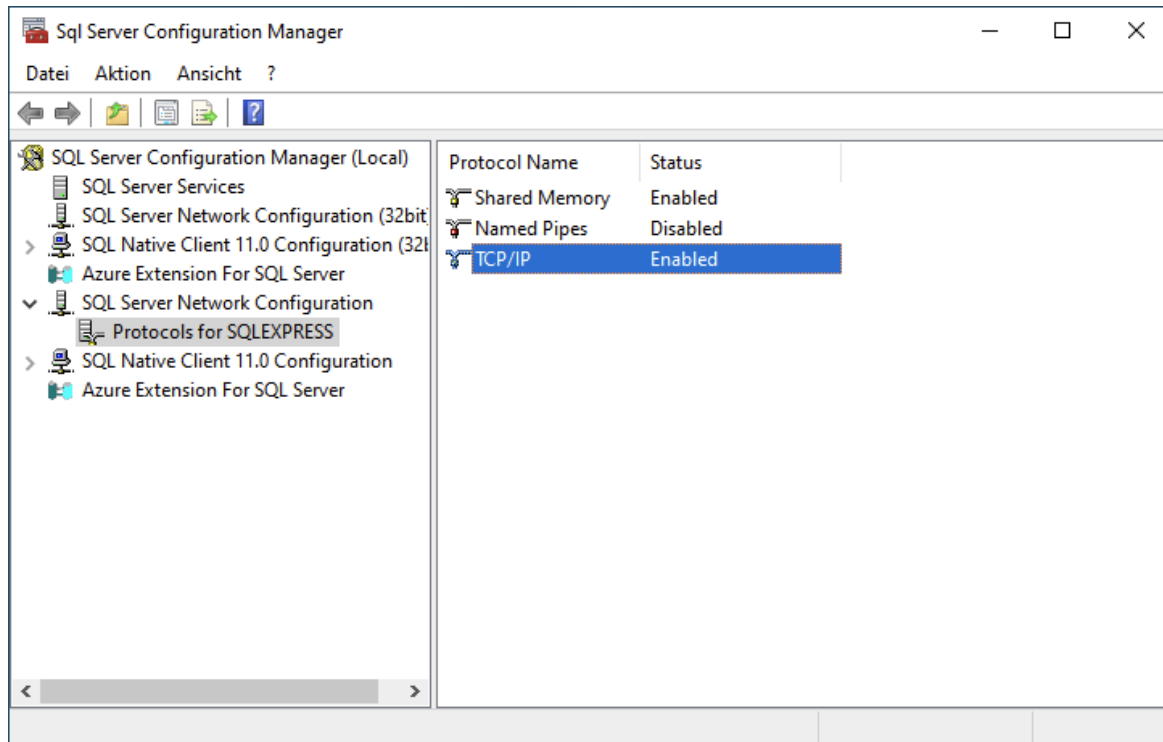 Sql Server Configuration Manager
Datei Aktion Ansicht ?
SQL Server Configuration Manager (Local)
SQL Server Services
SQL Server Network Configuration (32bit
SQL Native Client 11.0 Configuration (32b
Azure Extension For SQL Server
SQL Server Network Configuration
Protocols for SQLEXPRESS
SQL Native Client 11.0 Configuration
Azure Extension For SQL Server
Protocol Name Status
Shared Memory Enabled
Named Pipes Disabled
TCP/IP Enabled